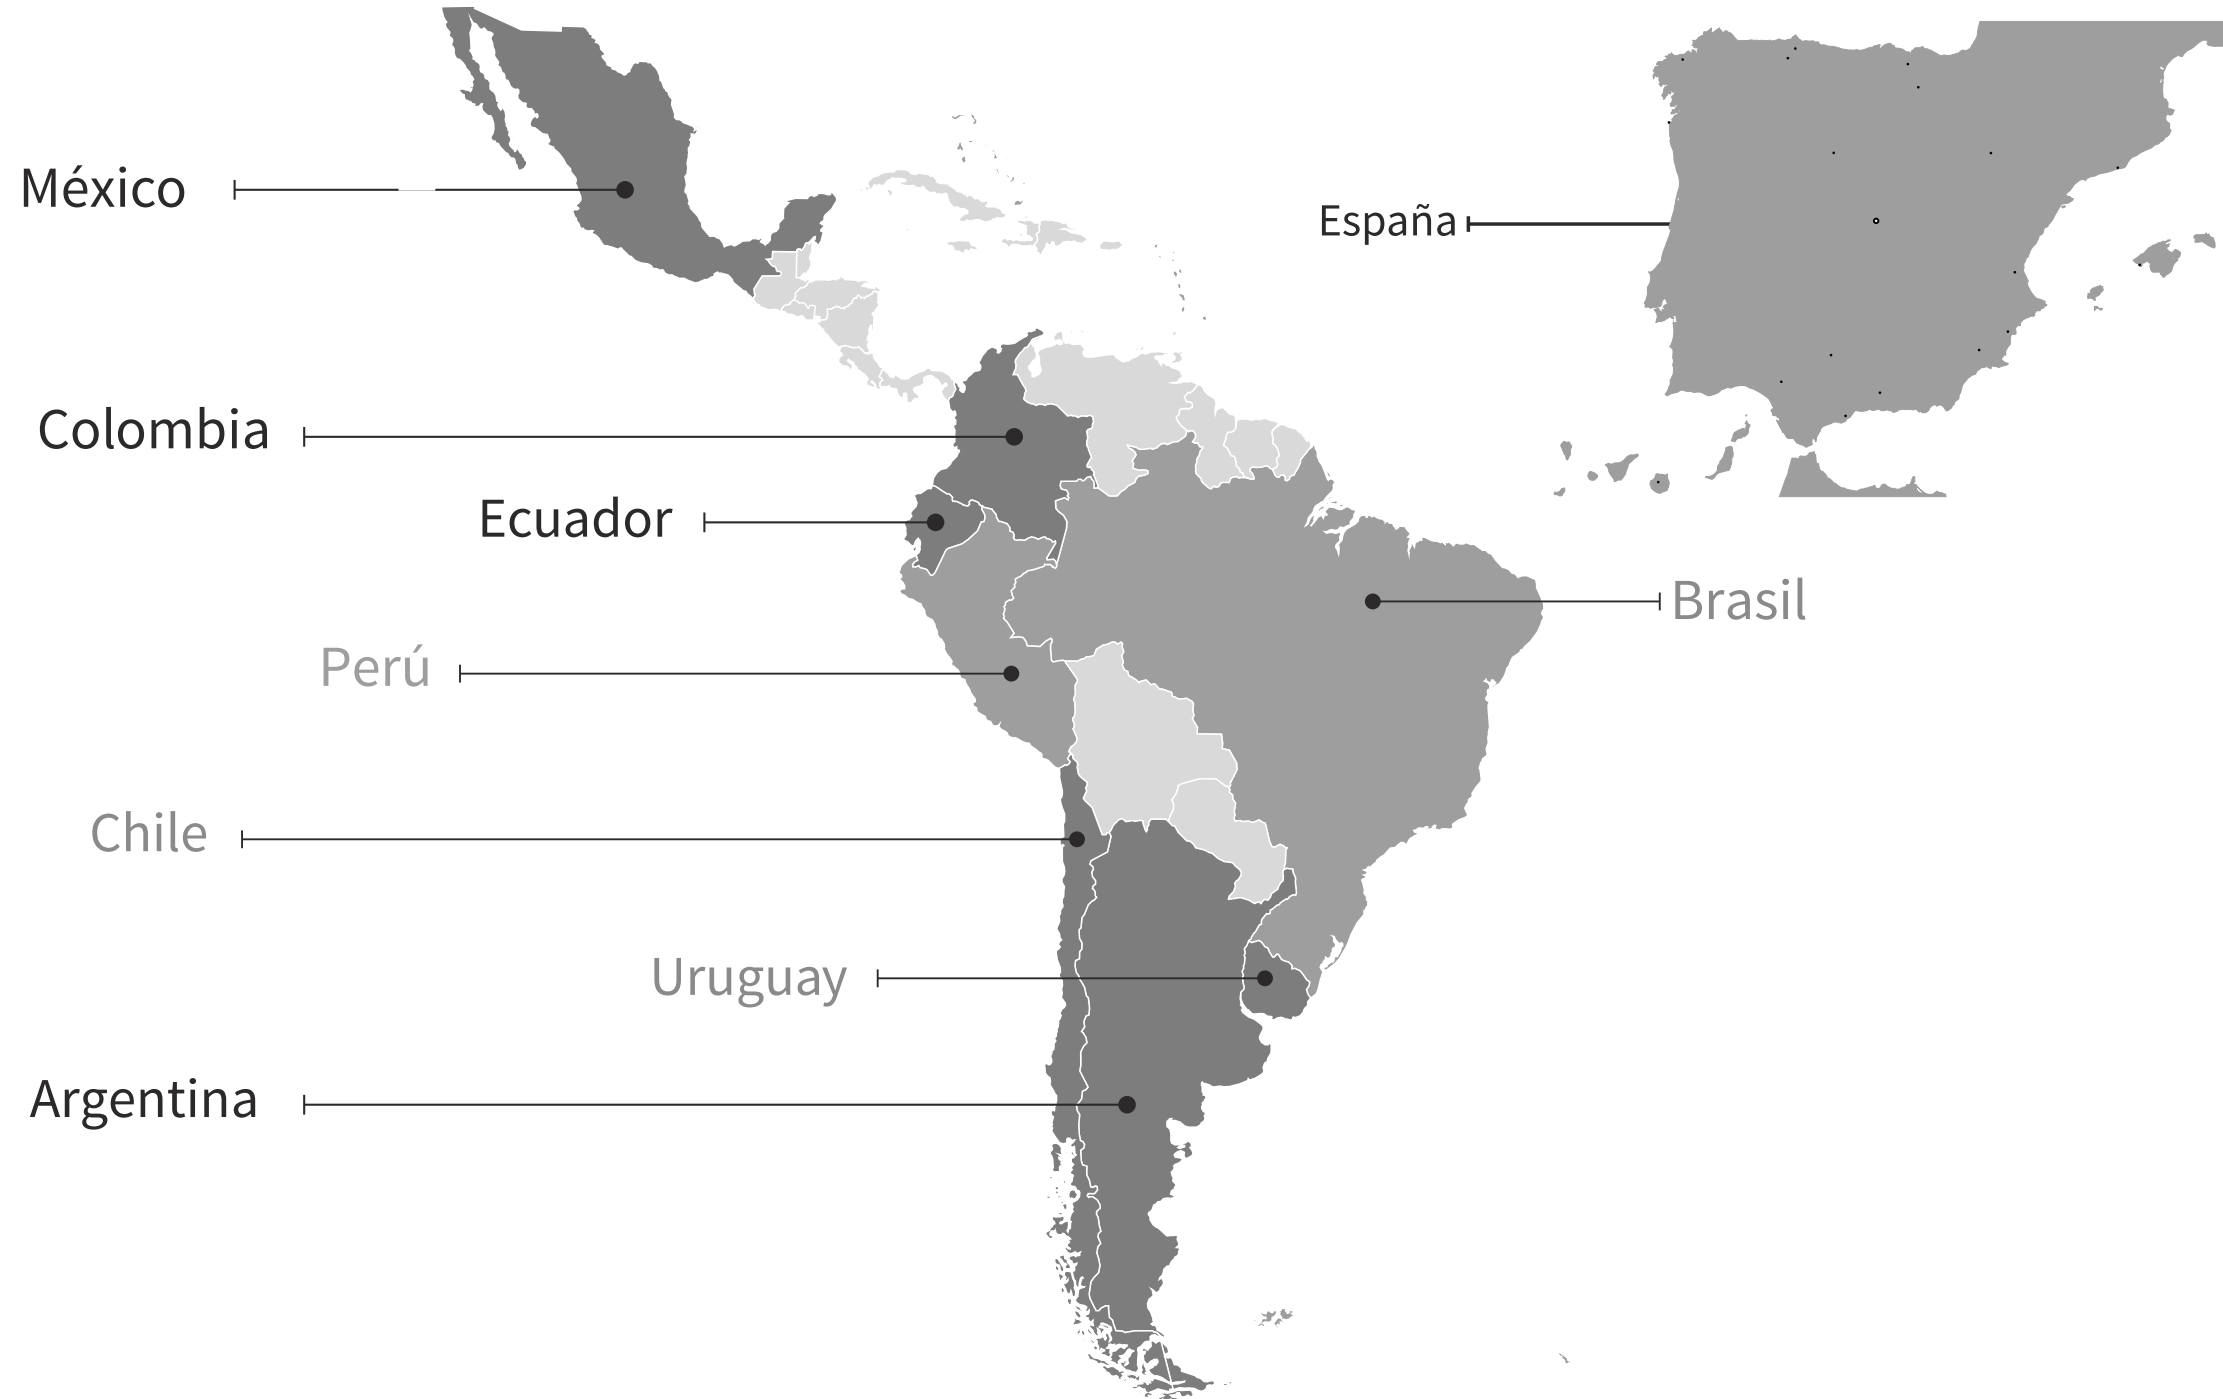 México
España
Colombia
Ecuador
Brasil
Perú
Chile
Uruguay
Argentina